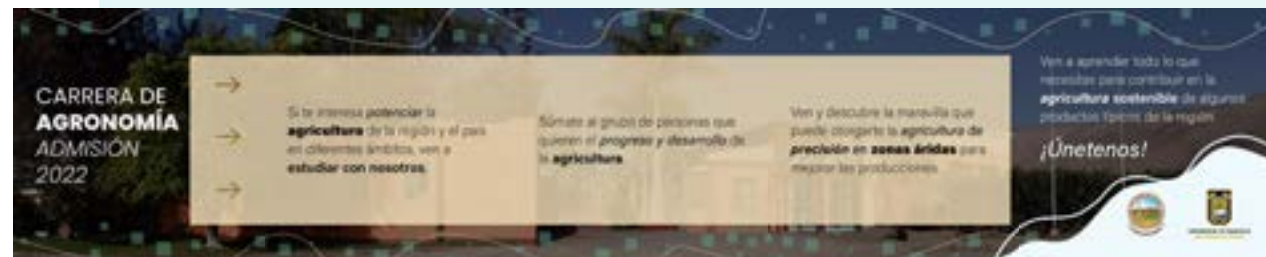 CARRERA DE
AGRONOMÍA
ADMISIÓN
2022
Si te interesa potenciar la
agricultura de la región y el país
en diferentes ámbitos, ven a
estudiar con nosotros.
Súmate al grupo de personas que
quieren el progreso y desarrollo de
la agricultura.
Ven y descubre la maravilla que
puede otorgarte la agricultura de
precisión en zonas áridas para
mejorar las producciones.
Ven a aprender todo lo que
necesitas para contribuir en la
agricultura sostenible de algunos
productos típicos de la región.
¡Únetenos!